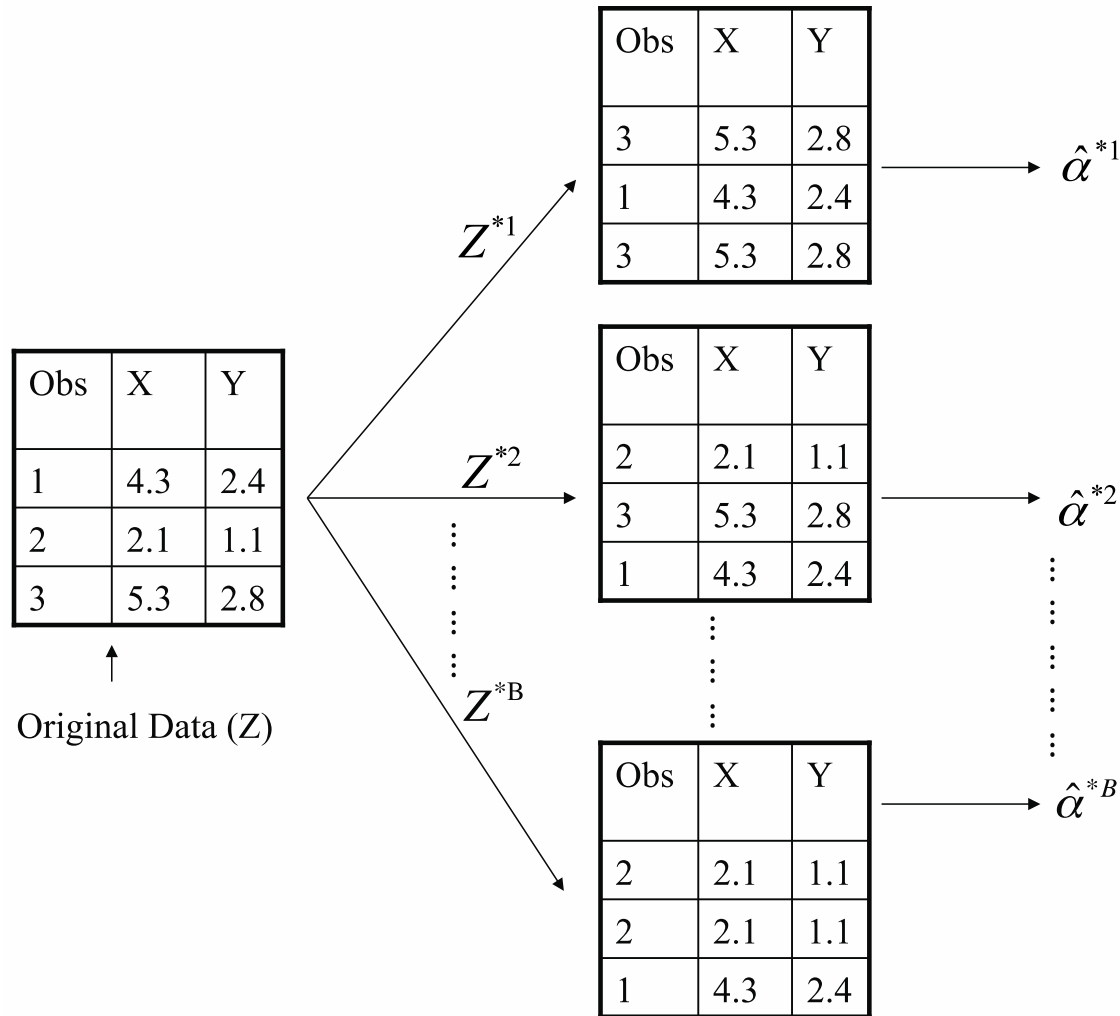 Obs X Y
1 4.3 2.4
2 2.1 1.1
3 5.3 2.8
Original Data (Z)
Z*1
Z*2
Z*B
Obs X Y
3 5.3 2.8
1 4.3 2.4
3 5.3 2.8
Obs X Y
2 2.1 1.1
3 5.3 2.8
1 4.3 2.4
Obs X Y
2 2.1 1.1
2 2.1 1.1
1 4.3 2.4
α̂*1
α̂*2
α̂*B